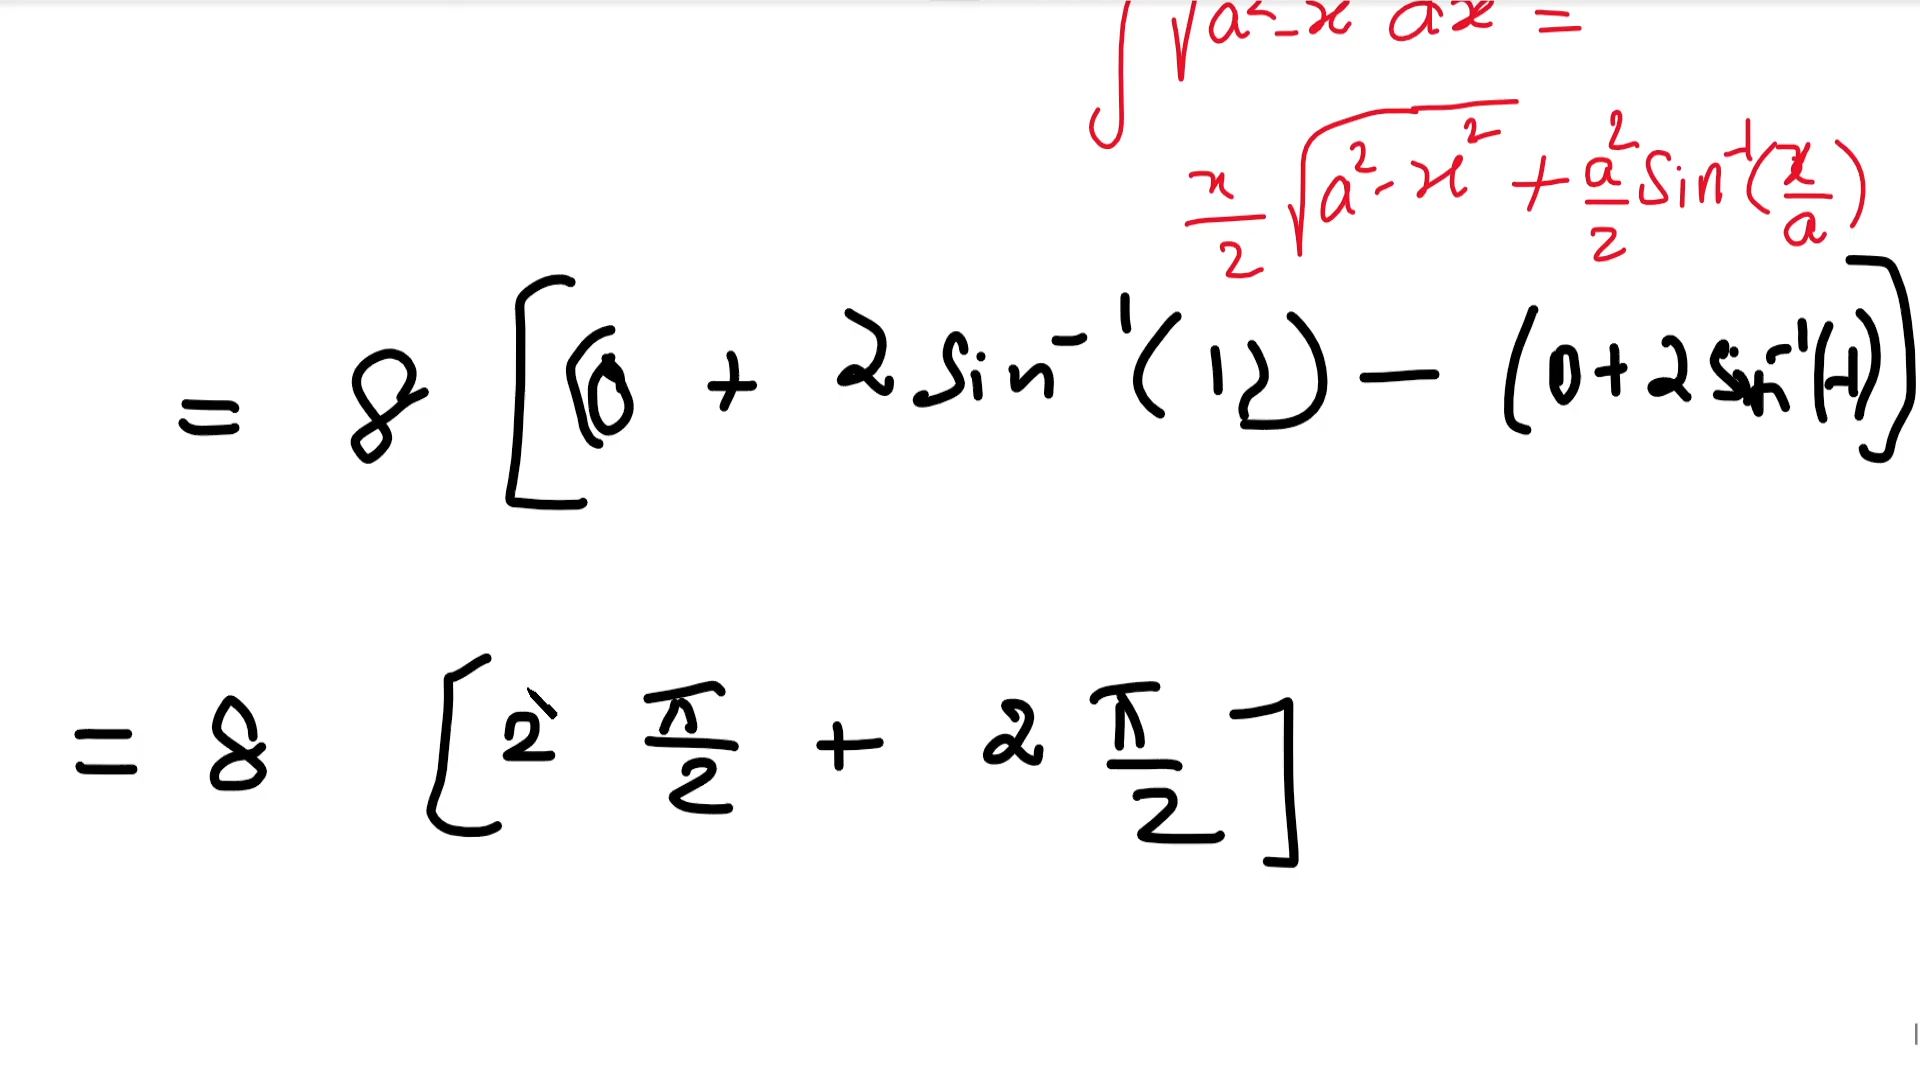 ∫ √a² - x dx =
x/2 √(a² - x²) + a²/2 Sin⁻¹(x/a)
= 8 [(0 + 2 Sin⁻¹(1)) - (0 + 2 Sin⁻¹(-1))]
= 8 [2 π/2 + 2 π/2]